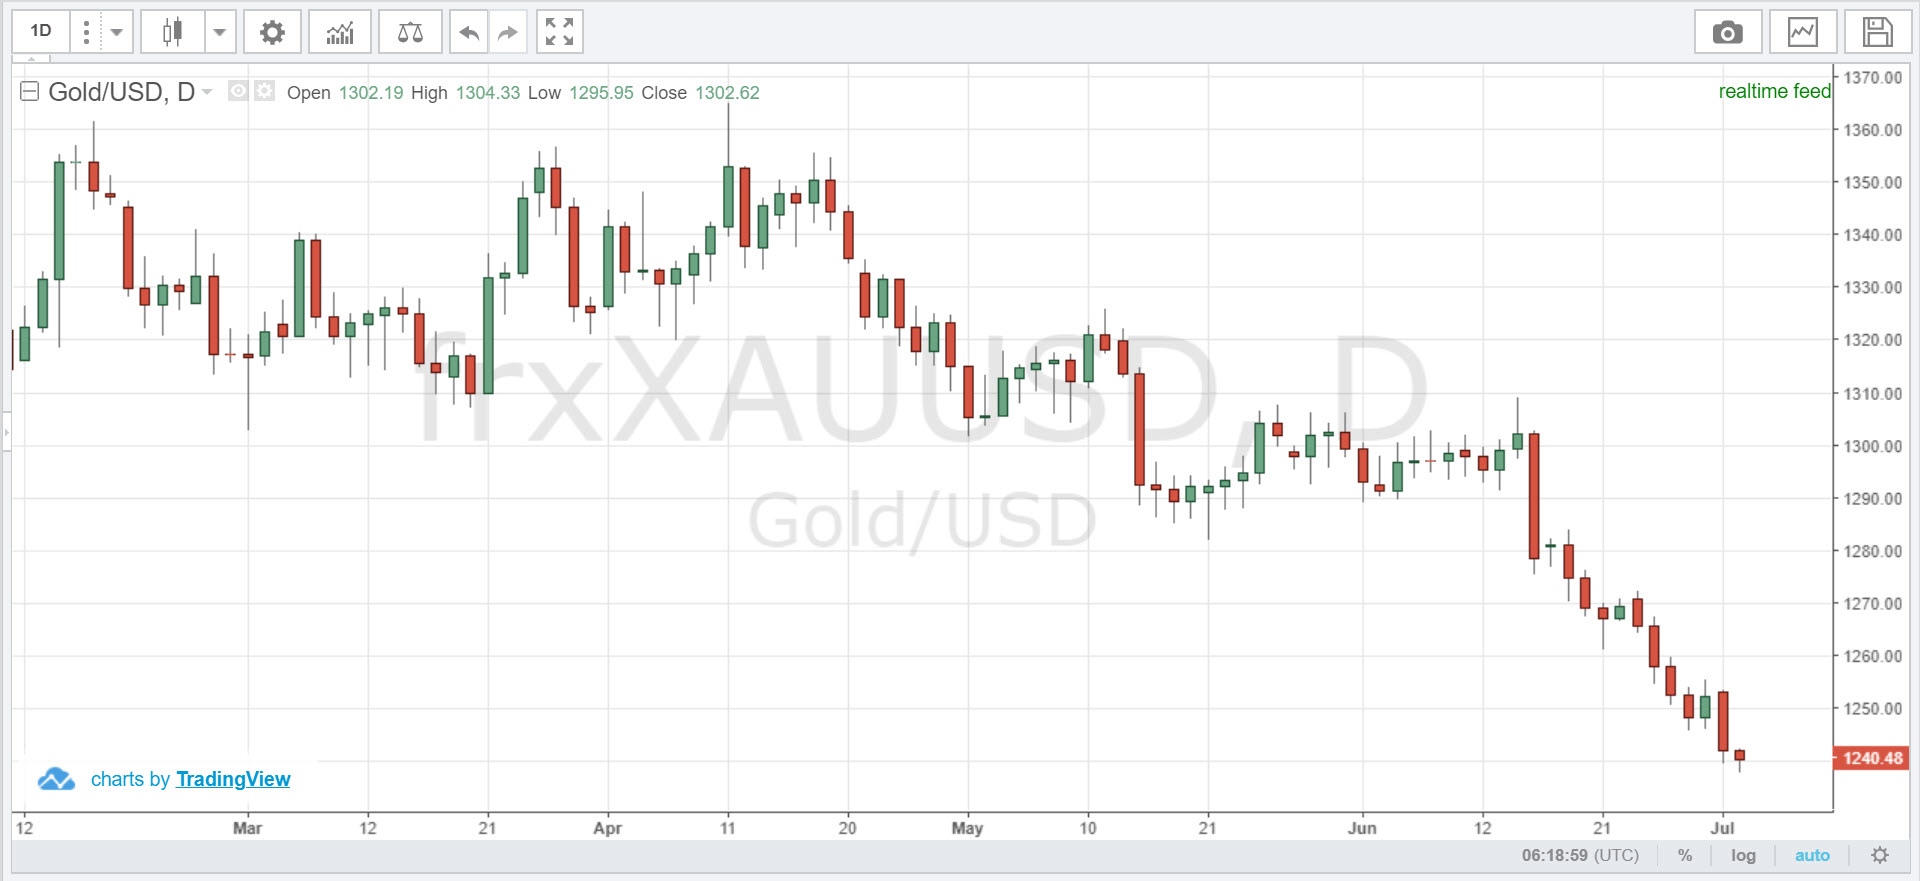 1D
Gold/USD, D Open 1302.19 High 1304.33 Low 1295.95 Close 1302.62
realtime feed
1370.00
1360.00
1350.00
1340.00
1330.00
1320.00
1310.00
1300.00
1290.00
1280.00
1270.00
1260.00
1250.00
1240.48
frxXAUUSD, D
Gold/USD
charts by TradingView
12 Mar 12 21 Apr 11 20 May 10 21 Jun 12 21 Jul
06:18:59 (UTC) % log auto